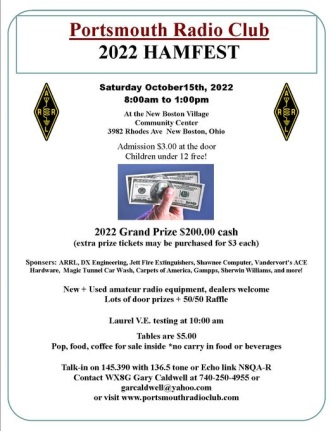 Portsmouth Radio Club
2022 HAMFEST
Saturday October15th, 2022
8:00am to 1:00pm
At the New Boston Village
Community Center
3982 Rhodes Ave New Boston, Ohio
Admission $3.00 at the door
Children under 12 free!
2022 Grand Prize $200.00 cash
(extra prize tickets may be purchased for $3 each)
Sponsers: ARRL, DX Engineering, Jett Fire Extinguishers, Shawnee Computer, Vandervort's ACE
Hardware, Magic Tunnel Car Wash, Carpets of America, Gampps, Sherwin Williams, and more!
New + Used amateur radio equipment, dealers welcome
Lots of door prizes + 50/50 Raffle
Laurel V.E. testing at 10:00 am
Tables are $5.00
Pop, food, coffee for sale inside *no carry in food or beverages
Talk-in on 145.390 with 136.5 tone or Echo link N8QA-R
Contact WX8G Gary Caldwell at 740-250-4955 or
garcaldwell@yahoo.com
or visit www.portsmouthradioclub.com